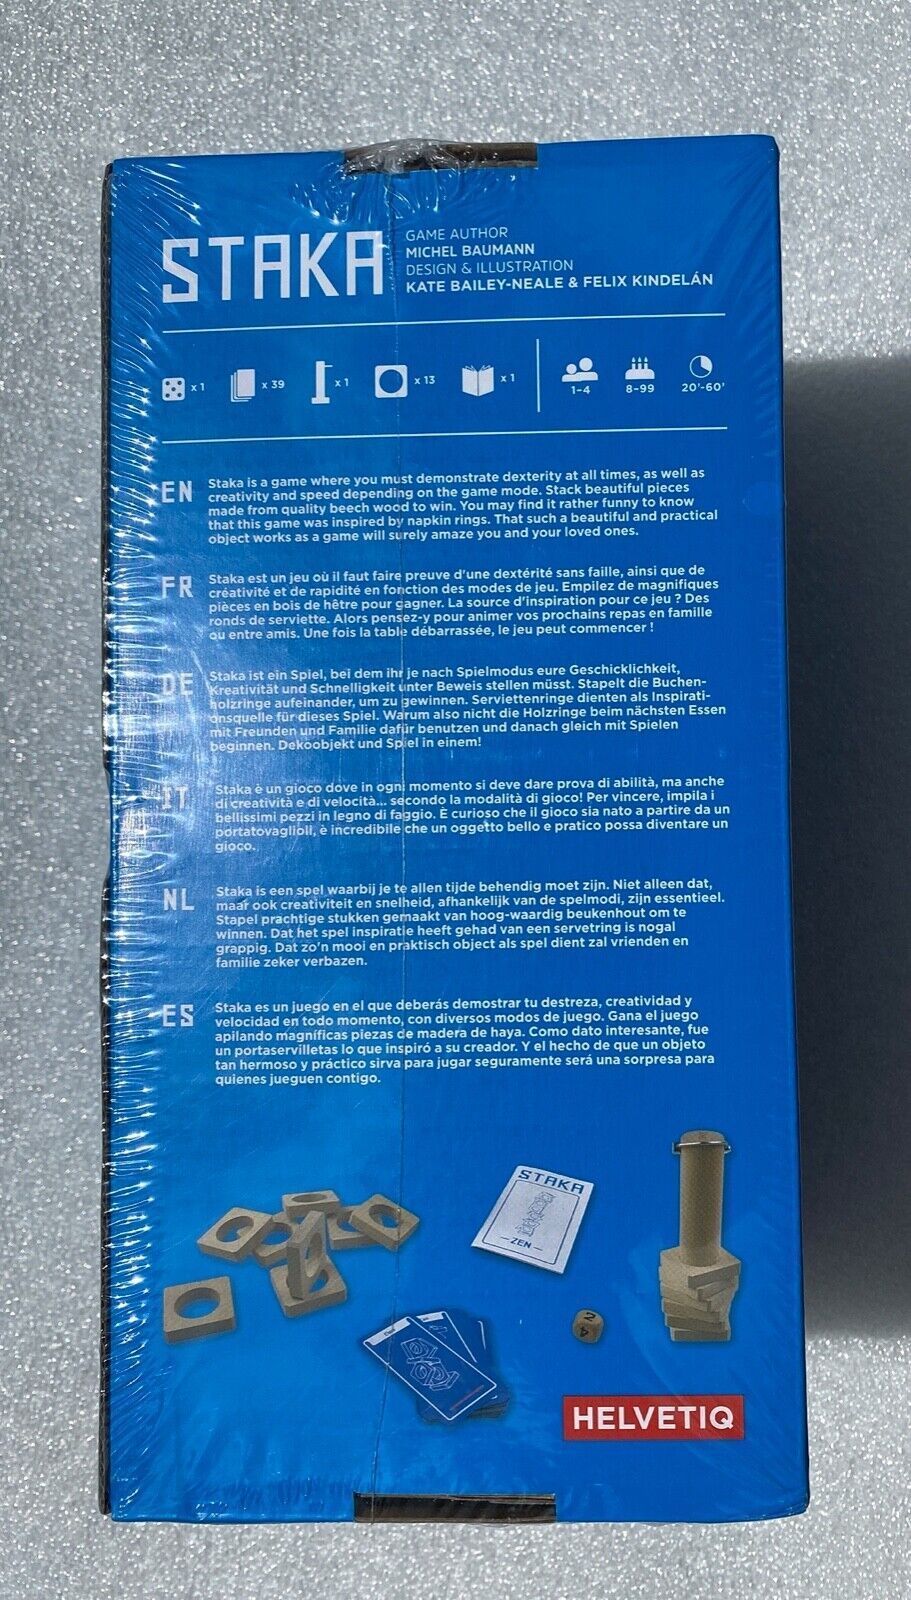 STAKA
GAME AUTHOR
MICHEL BAUMANN
DESIGN & ILLUSTRATION
KATE BAILEY-NEALE & FELIX KINDELÁN
x 1
x 39
x 1
x 13
x 1
1-4
8-99
20'-60'
EN
Staka is a game where you must demonstrate dexterity at all times, as well as
creativity and speed depending on the game mode. Stack beautiful pieces
made from quality beech wood to win. You may find it rather funny to know
that this game was inspired by napkin rings. That such a beautiful and practical
object works as a game will surely amaze you and your loved ones.
FR
Staka est un jeu où il faut faire preuve d'une dextérité sans faille, ainsi que de
créativité et de rapidité en fonction des modes de jeu. Empilez de magnifiques
pièces en bois de hêtre pour gagner. La source d'inspiration pour ce jeu ? Des
ronds de serviette. Alors pensez-y pour animer vos prochains repas en famille
ou entre amis. Une fois la table débarrassée, le jeu peut commencer !
DE
Staka ist ein Spiel, bei dem ihr je nach Spielmodus eure Geschicklichkeit,
Kreativität und Schnelligkeit unter Beweis stellen müsst. Stapelt die Buchen-
holzringe aufeinander, um zu gewinnen. Serviettenringe dienten als Inspirati-
onsquelle für dieses Spiel. Warum also nicht die Holzringe beim nächsten Essen
mit Freunden und Familie dafür benutzen und danach gleich mit Spielen
beginnen. Dekoobjekt und Spiel in einem!
IT
Staka è un gioco dove in ogni momento si deve dare prova di abilità, ma anche
di creatività e di velocità... secondo la modalità di gioco! Per vincere, impila i
bellissimi pezzi in legno di faggio. È curioso che il gioco sia nato a partire da un
portatovaglioli, è incredibile che un oggetto bello e pratico possa diventare un
gioco.
NL
Staka is een spel waarbij je te allen tijde behendig moet zijn. Niet alleen dat,
maar ook creativiteit en snelheid, afhankelijk van de spelmodi, zijn essentieel.
Stapel prachtige stukken gemaakt van hoog-waardig beukenhout om te
winnen. Dat het spel inspiratie heeft gehad van een servetring is nogal
grappig. Dat zo'n mooi en praktisch object als spel dient zal vrienden en
familie zeker verbazen.
ES
Staka es un juego en el que deberás demostrar tu destreza, creatividad y
velocidad en todo momento, con diversos modos de juego. Gana el juego
apilando magníficas piezas de madera de haya. Como dato interesante, fue
un portaservilletas lo que inspiró a su creador. Y el hecho de que un objeto
tan hermoso y práctico sirva para jugar seguramente será una sorpresa para
quienes jueguen contigo.
STAKA
—ZEN—
2
4
HELVETIQ